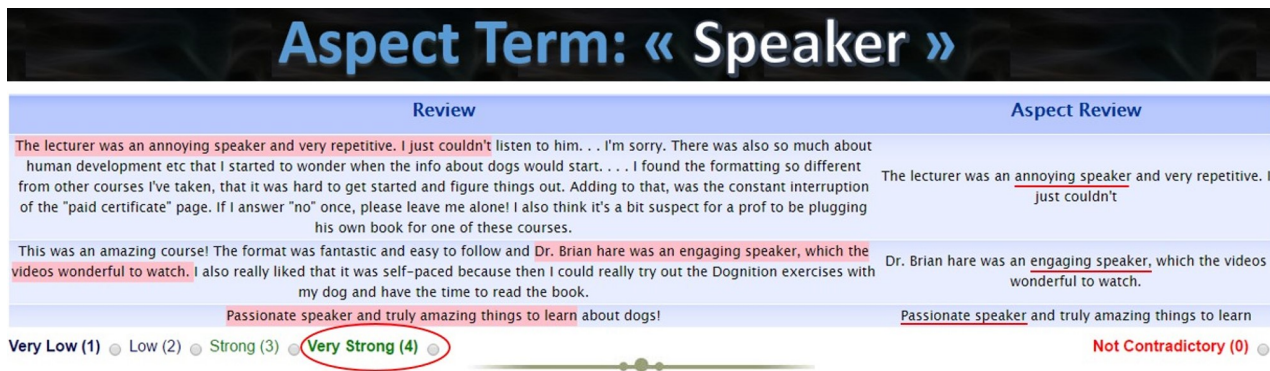 Aspect Term: « Speaker »
Review
Aspect Review
The lecturer was an annoying speaker and very repetitive. I just couldn't listen to him. . . I'm sorry. There was also so much about
human development etc that I started to wonder when the info about dogs would start. . . . I found the formatting so different
from other courses I've taken, that it was hard to get started and figure things out. Adding to that, was the constant interruption
of the "paid certificate" page. If I answer "no" once, please leave me alone! I also think it's a bit suspect for a prof to be plugging
his own book for one of these courses.
The lecturer was an annoying speaker and very repetitive. I
just couldn't
This was an amazing course! The format was fantastic and easy to follow and Dr. Brian hare was an engaging speaker, which the
videos wonderful to watch. I also really liked that it was self-paced because then I could really try out the Dognition exercises with
my dog and have the time to read the book.
Dr. Brian hare was an engaging speaker, which the videos
wonderful to watch.
Passionate speaker and truly amazing things to learn about dogs!
Passionate speaker and truly amazing things to learn
Very Low (1) Low (2) Strong (3) Very Strong (4) Not Contradictory (0)